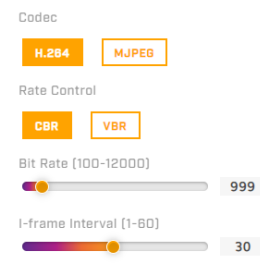 Codec
H.264 MJPEG
Rate Control
CBR VBR
Bit Rate (100-12000)
999
I-frame Interval (1-60)
30